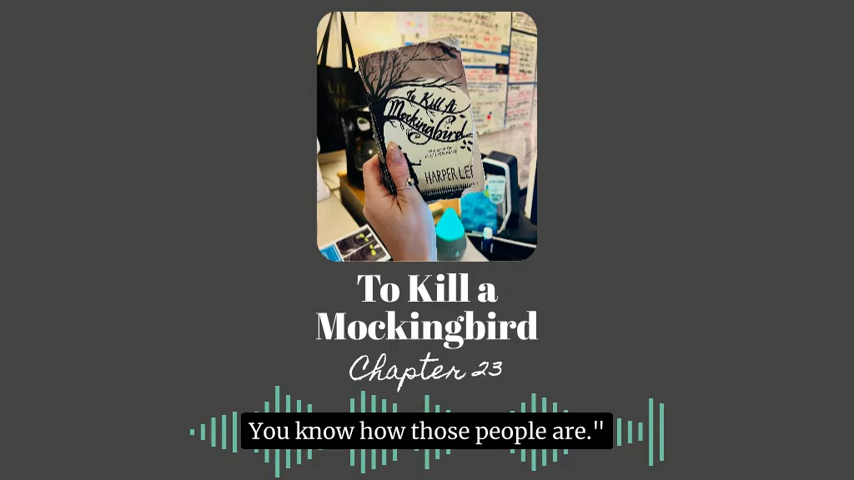 To Kill A
Mockingbird
HARPER LEE
To Kill a
Mockingbird
Chapter 23
You know how those people are."